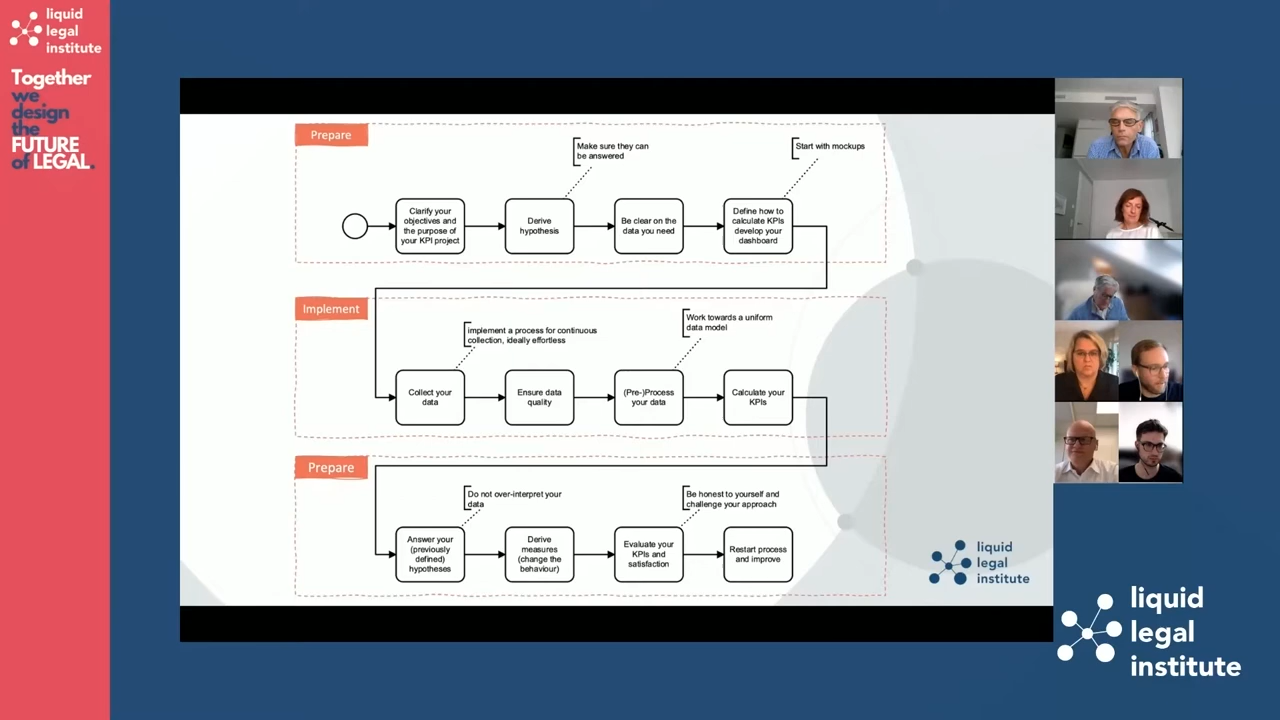 liquid
legal
institute
Together
we
design
the
FUTURE
of LEGAL.
Prepare
Make sure they can
be answered
Start with mockups
Clarify your
objectives and
the purpose of
your KPI project
Derive
hypothesis
Be clear on the
data you need
Define how to
calculate KPIs
develop your
dashboard
Implement
implement a process for continuous
collection, ideally effortless
Work towards a uniform
data model
Collect your
data
Ensure data
quality
(Pre-)Process
your data
Calculate your
KPIs
Prepare
Do not over-interpret your
data
Be honest to yourself and
challenge your approach
Answer your
(previously
defined)
hypotheses
Derive
measures
(change the
behaviour)
Evaluate your
KPIs and
satisfaction
Restart process
and improve
liquid
legal
institute
liquid
legal
institute